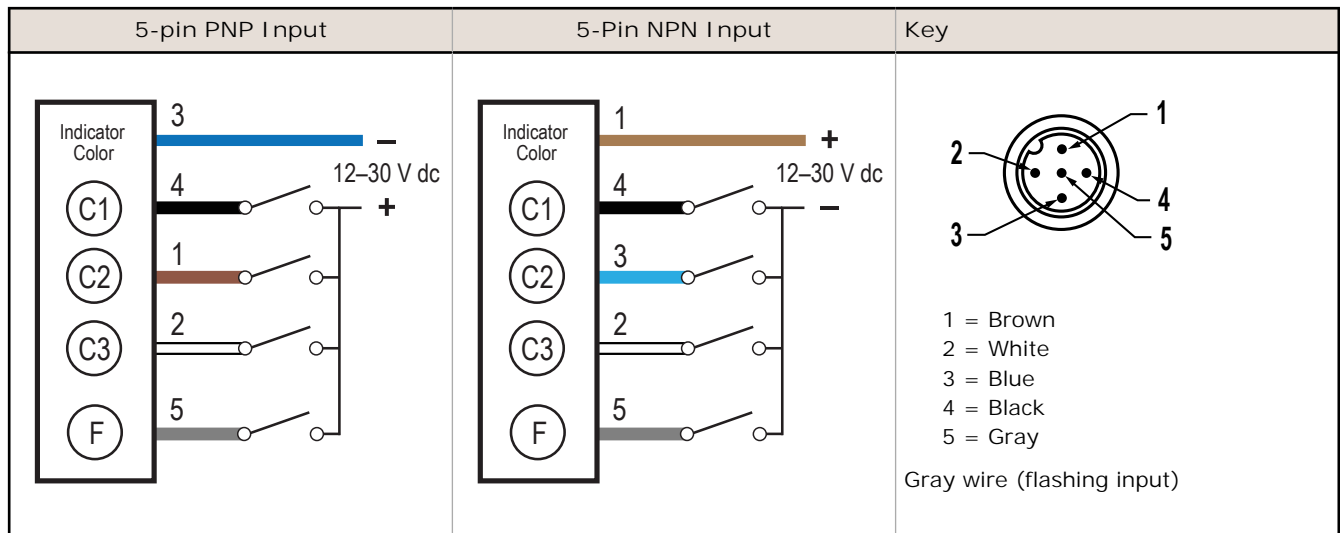 5-pin PNP Input
5-Pin NPN Input
Key
Indicator
Color
3
–
12–30 V dc
C1
4
+
C2
1
C3
2
F
5
Indicator
Color
1
+
12–30 V dc
C1
4
–
C2
3
C3
2
F
5
1
2
4
3
5
1 = Brown
2 = White
3 = Blue
4 = Black
5 = Gray
Gray wire (flashing input)